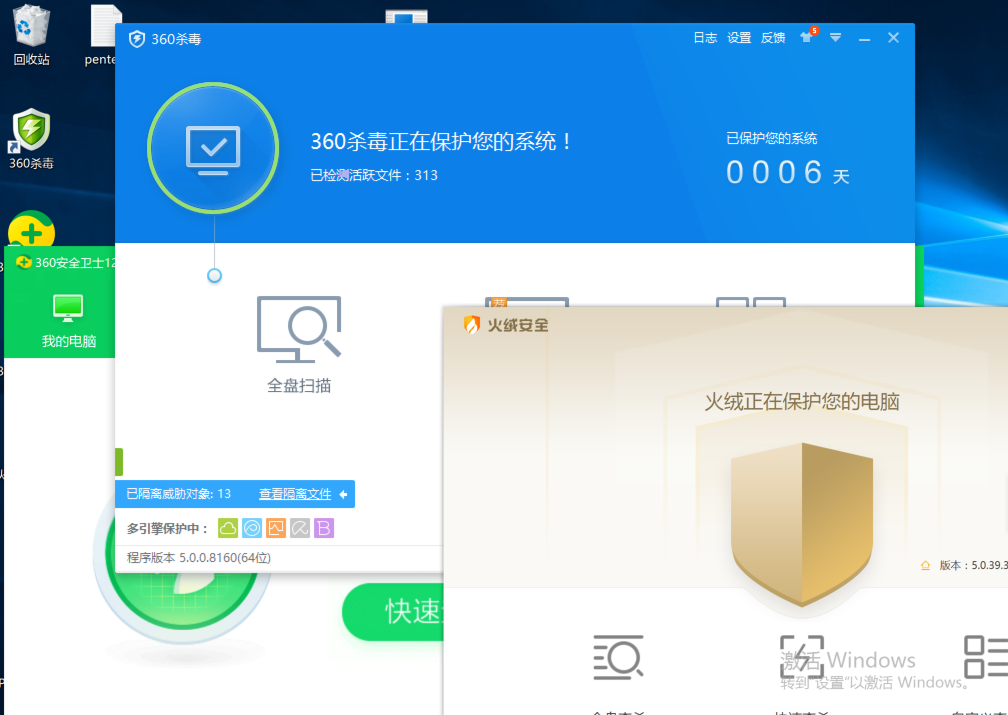 回收站
pente
360杀毒
日志 设置 反馈
5
360杀毒正在保护您的系统！
已检测活跃文件：313
已保护您的系统
0006 天
360杀毒
360安全卫士12
我的电脑
荐
全盘扫描
火绒安全
火绒正在保护您的电脑
已隔离威胁对象: 13 查看隔离文件
多引擎保护中：
B
程序版本 5.0.0.8160(64位)
版本：5.0.39.3
快速
激活 Windows
转到"设置"以激活 Windows。